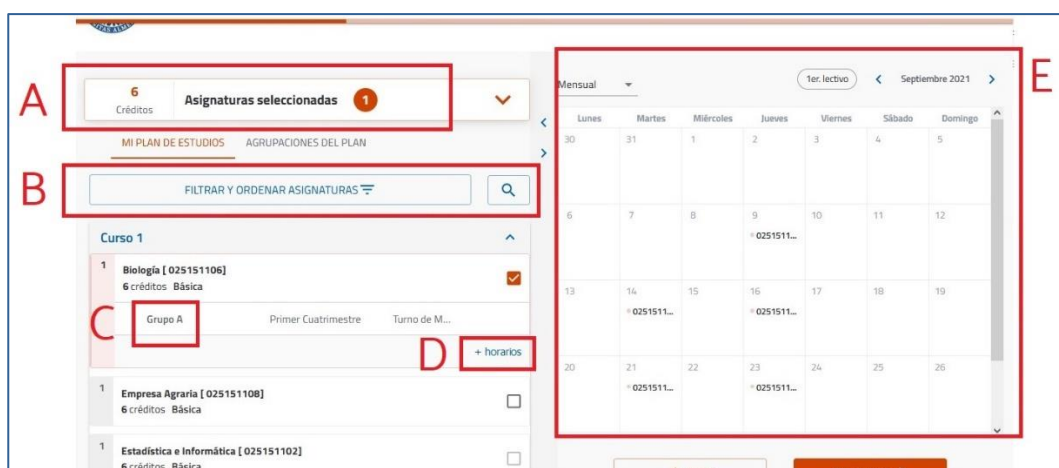 A
6
Créditos
Asignaturas seleccionadas 1
MI PLAN DE ESTUDIOS AGRUPACIONES DEL PLAN
B
FILTRAR Y ORDENAR ASIGNATURAS
Curso 1
1 Biología [ 025151106]
6 créditos Básica
C
Grupo A Primer Cuatrimestre Turno de M...
D
+ horarios
1 Empresa Agraria [ 025151108]
6 créditos Básica
1 Estadística e Informática [ 025151102]
6 créditos Básica
E
Mensual 1er. lectivo Septiembre 2021
Lunes Martes Miércoles Jueves Viernes Sábado Domingo
30 31 1 2 3 4 5
6 7 8 9 10 11 12
0251511...
13 14 15 16 17 18 19
0251511... 0251511...
20 21 22 23 24 25 26
0251511... 0251511...